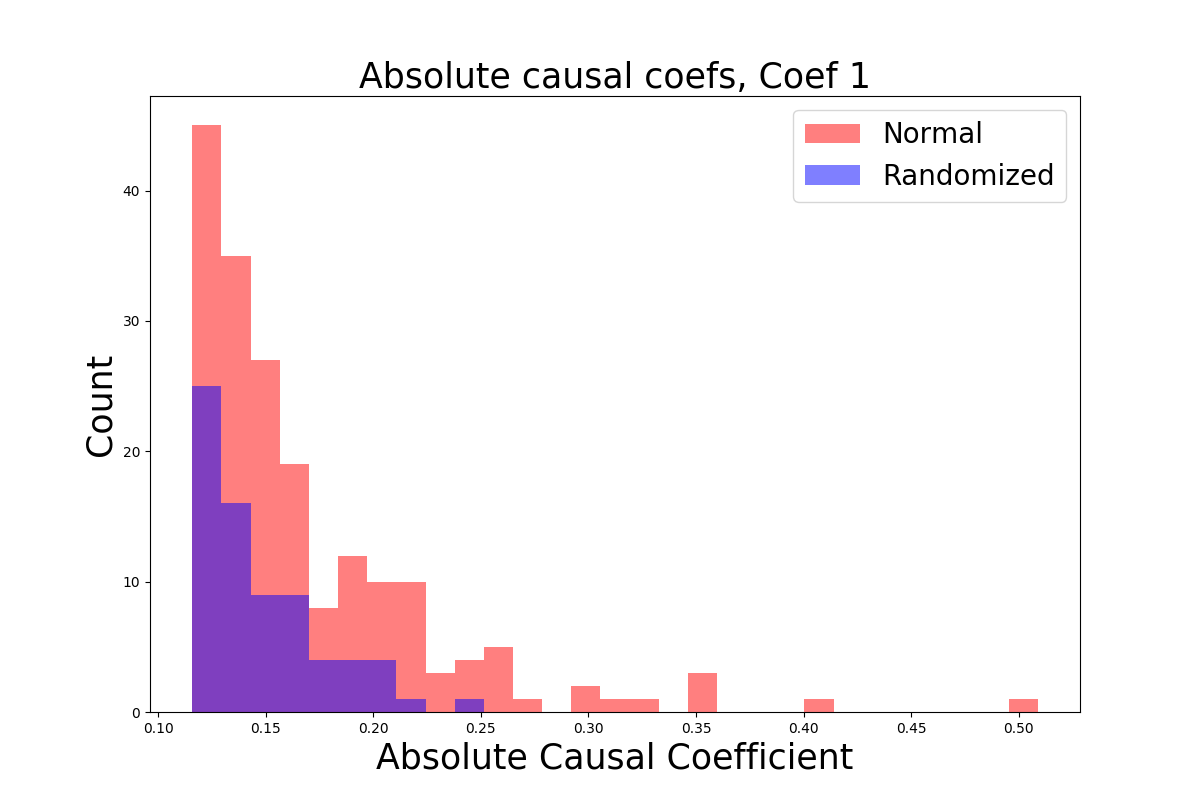 Absolute causal coefs, Coef 1
Normal
Randomized
Count
40
30
20
10
0
0.10 0.15 0.20 0.25 0.30 0.35 0.40 0.45 0.50
Absolute Causal Coefficient